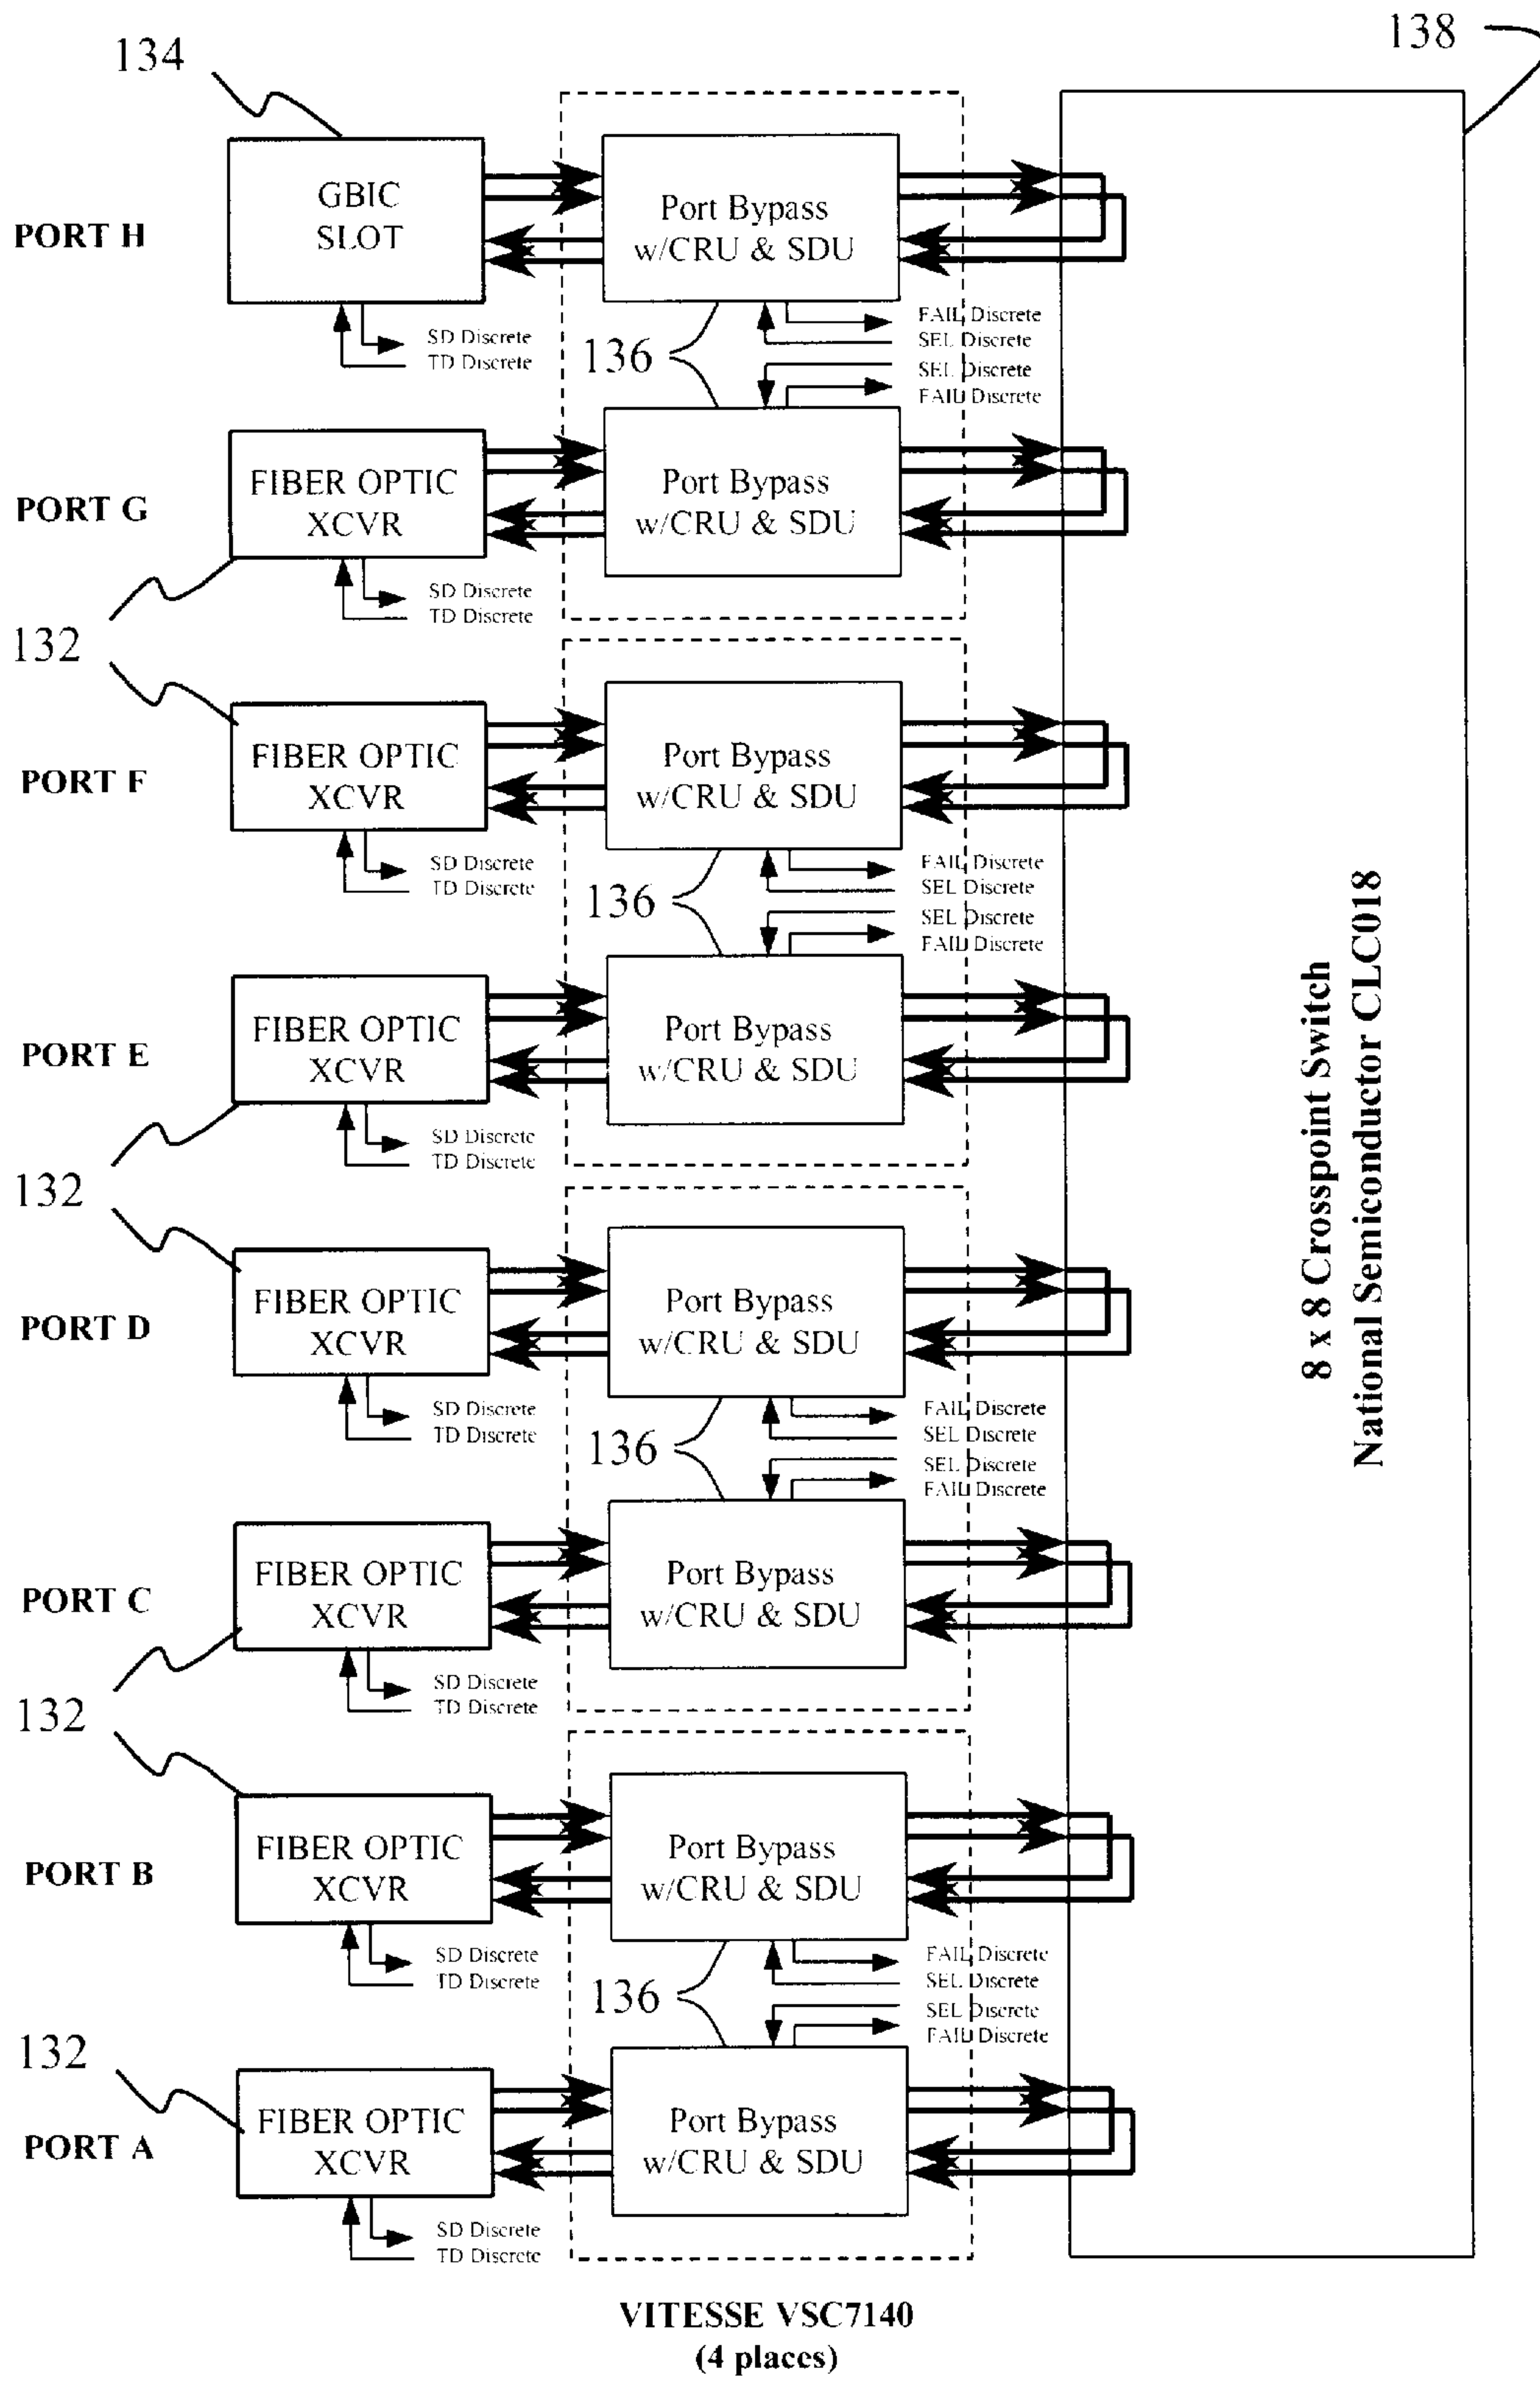 134
138
GBIC
SLOT
Port Bypass
w/CRU & SDU
PORT H
SD Discrete
TD Discrete
136
FAIL Discrete
SEL Discrete
SEL Discrete
FAIL Discrete
FIBER OPTIC
XCVR
Port Bypass
w/CRU & SDU
PORT G
SD Discrete
TD Discrete
132
FIBER OPTIC
XCVR
Port Bypass
w/CRU & SDU
PORT F
SD Discrete
TD Discrete
136
FAIL Discrete
SEL Discrete
SEL Discrete
FAIL Discrete
FIBER OPTIC
XCVR
Port Bypass
w/CRU & SDU
PORT E
SD Discrete
TD Discrete
132
8 x 8 Crosspoint Switch
National Semiconductor CLC018
FIBER OPTIC
XCVR
Port Bypass
w/CRU & SDU
PORT D
SD Discrete
TD Discrete
136
FAIL Discrete
SEL Discrete
SEL Discrete
FAIL Discrete
FIBER OPTIC
XCVR
Port Bypass
w/CRU & SDU
PORT C
SD Discrete
TD Discrete
132
FIBER OPTIC
XCVR
Port Bypass
w/CRU & SDU
PORT B
SD Discrete
TD Discrete
136
FAIL Discrete
SEL Discrete
SEL Discrete
FAIL Discrete
132
FIBER OPTIC
XCVR
Port Bypass
w/CRU & SDU
PORT A
SD Discrete
TD Discrete
VITESSE VSC7140
(4 places)